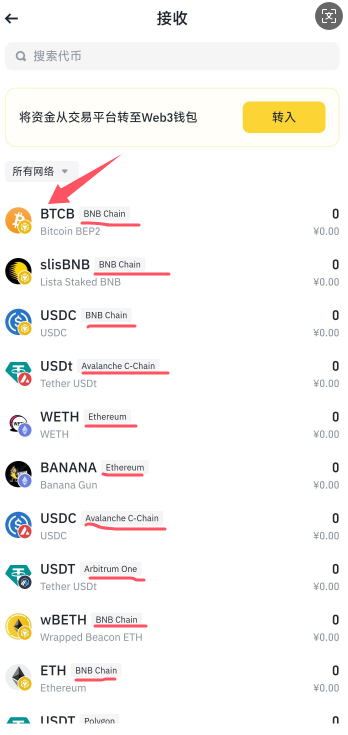 接收
搜索代币
将资金从交易平台转至Web3钱包 转入
所有网络
BTCB BNB Chain 0
Bitcoin BEP2 ¥0.00
slisBNB BNB Chain 0
Lista Staked BNB ¥0.00
USDC BNB Chain 0
USDC ¥0.00
USDt Avalanche C-Chain 0
Tether USDt ¥0.00
WETH Ethereum 0
WETH ¥0.00
BANANA Ethereum 0
Banana Gun ¥0.00
USDC Avalanche C-Chain 0
USDC ¥0.00
USDT Arbitrum One 0
Tether USDt ¥0.00
wBETH BNB Chain 0
Wrapped Beacon ETH ¥0.00
ETH BNB Chain 0
Ethereum ¥0.00
USDT Polygon 0